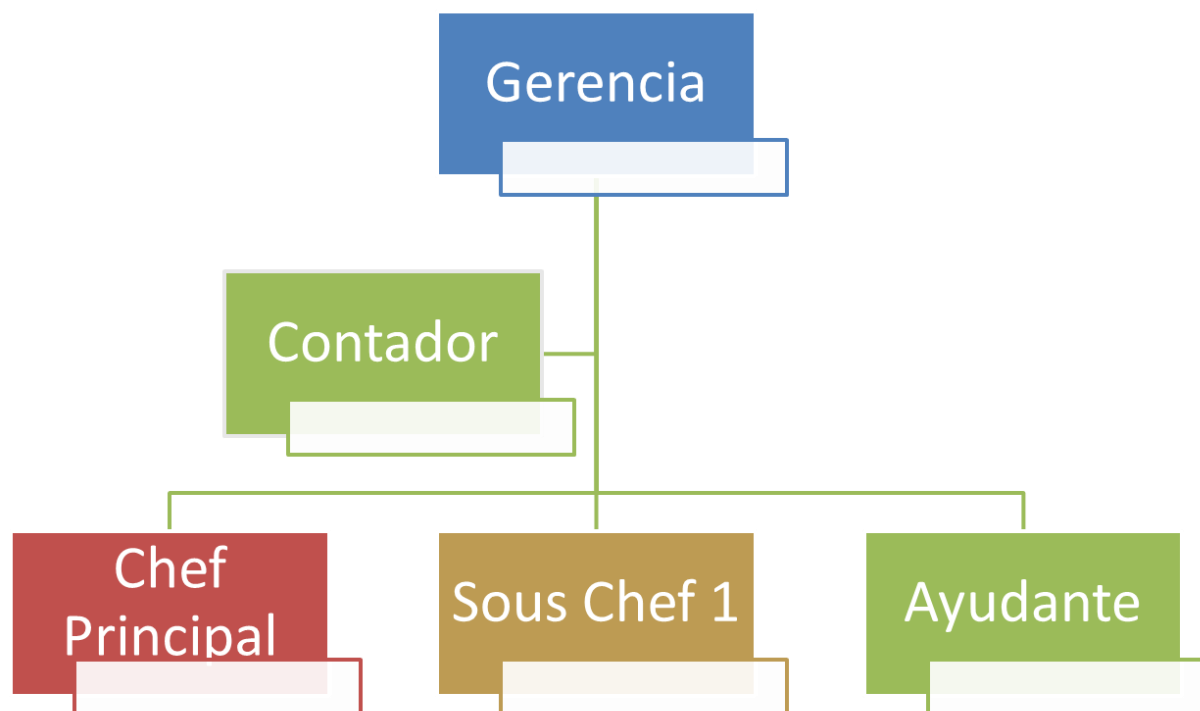 Gerencia
Contador
Chef
Principal
Sous Chef 1
Ayudante